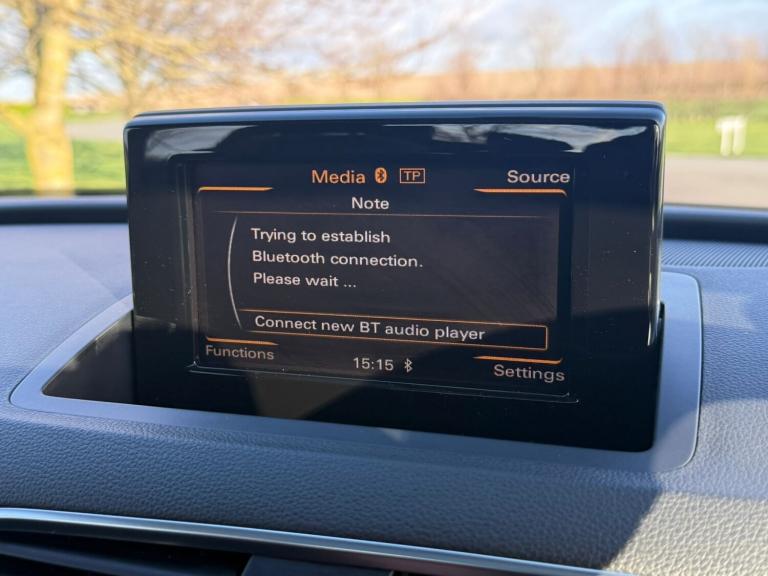 Media TP Source
Note
Trying to establish
Bluetooth connection.
Please wait ...
Connect new BT audio player
Functions 15:15 Settings